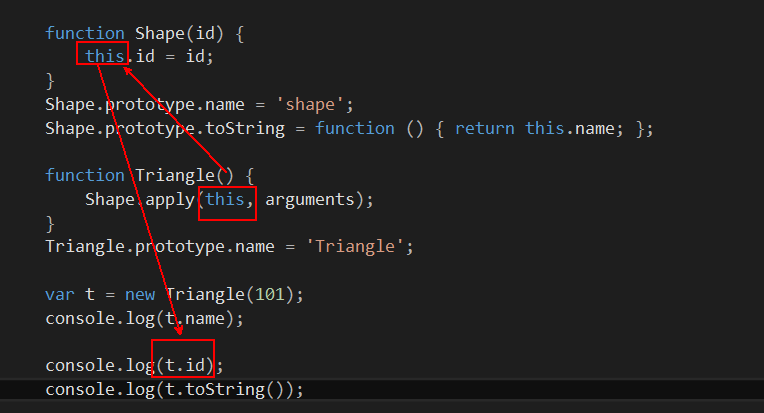 function Shape(id) {
    this.id = id;
}
Shape.prototype.name = 'shape';
Shape.prototype.toString = function () { return this.name; };
function Triangle() {
    Shape.apply(this, arguments);
}
Triangle.prototype.name = 'Triangle';
var t = new Triangle(101);
console.log(t.name);
console.log(t.id);
console.log(t.toString());